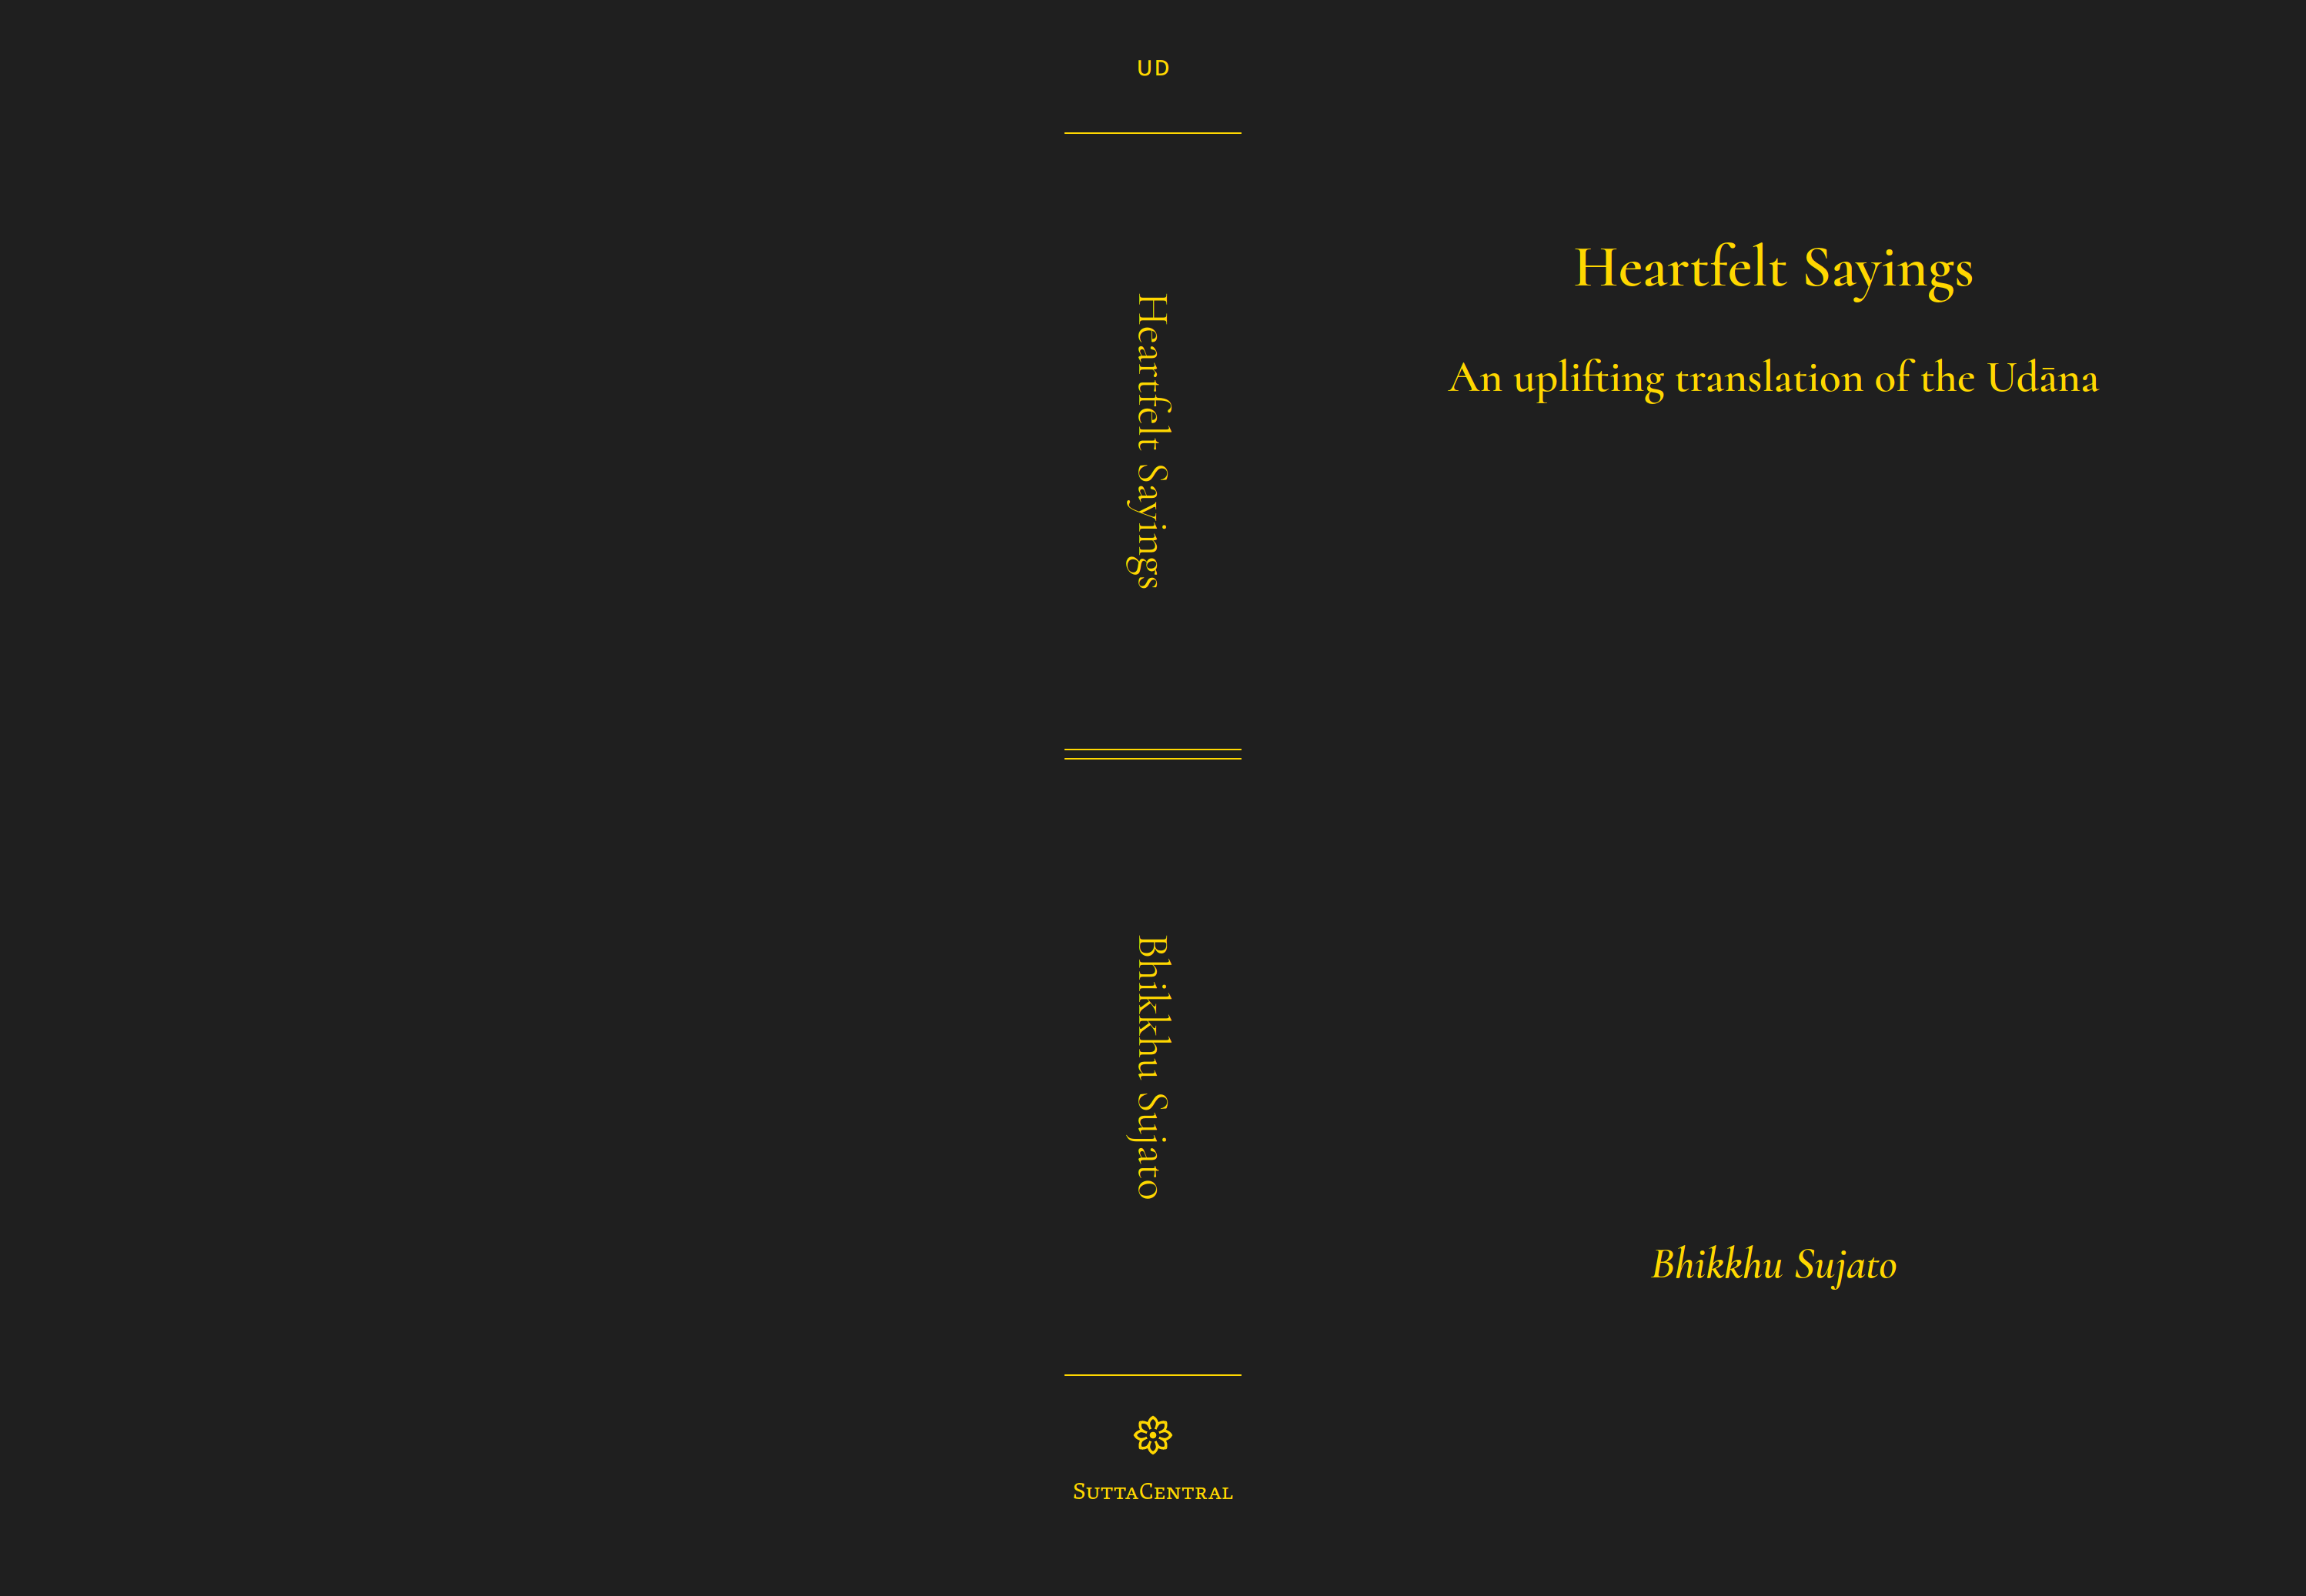 UD
Heartfelt Sayings
Bhikkhu Sujato
SuttaCentral
Heartfelt Sayings
An uplifting translation of the Udāna
Bhikkhu Sujato